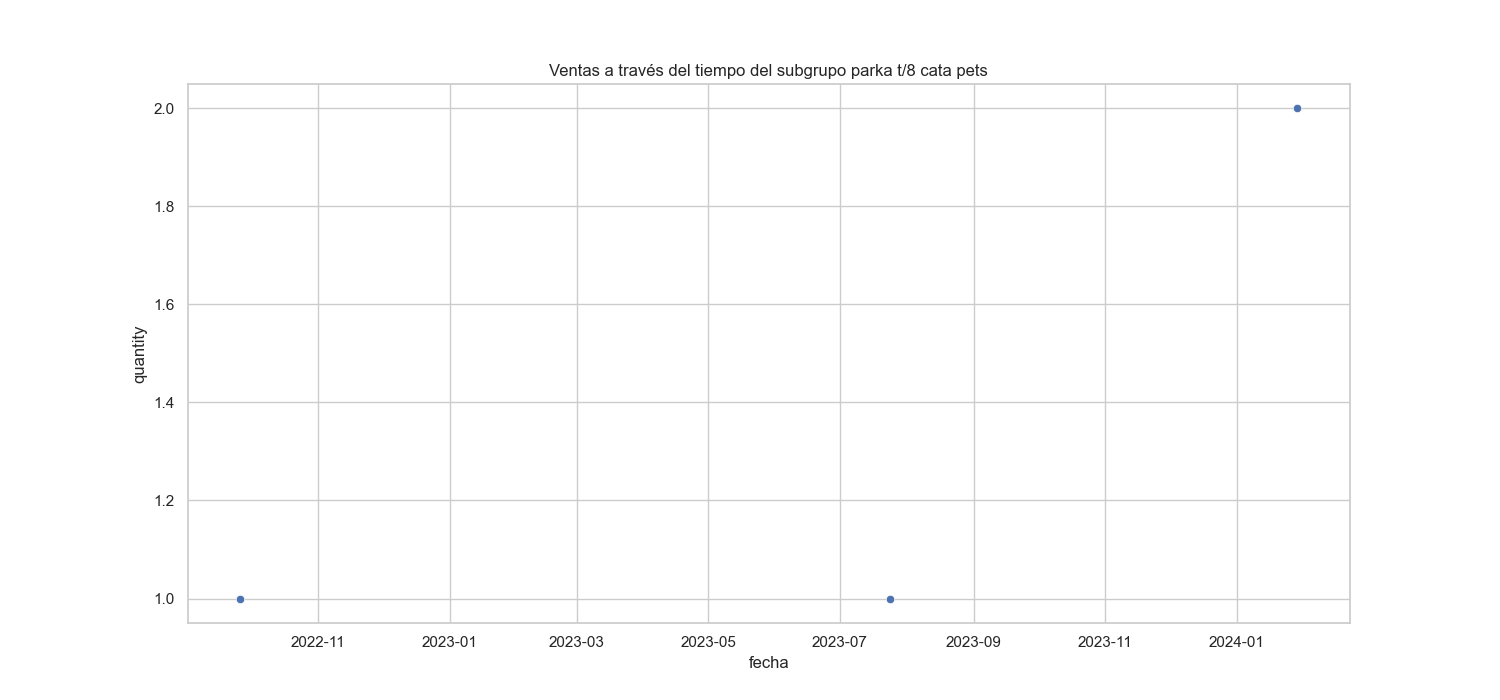 Ventas a través del tiempo del subgrupo parka t/8 cata pets
2.0
1.8
1.6
1.4
1.2
1.0
quantity
2022-11 2023-01 2023-03 2023-05 2023-07 2023-09 2023-11 2024-01
fecha